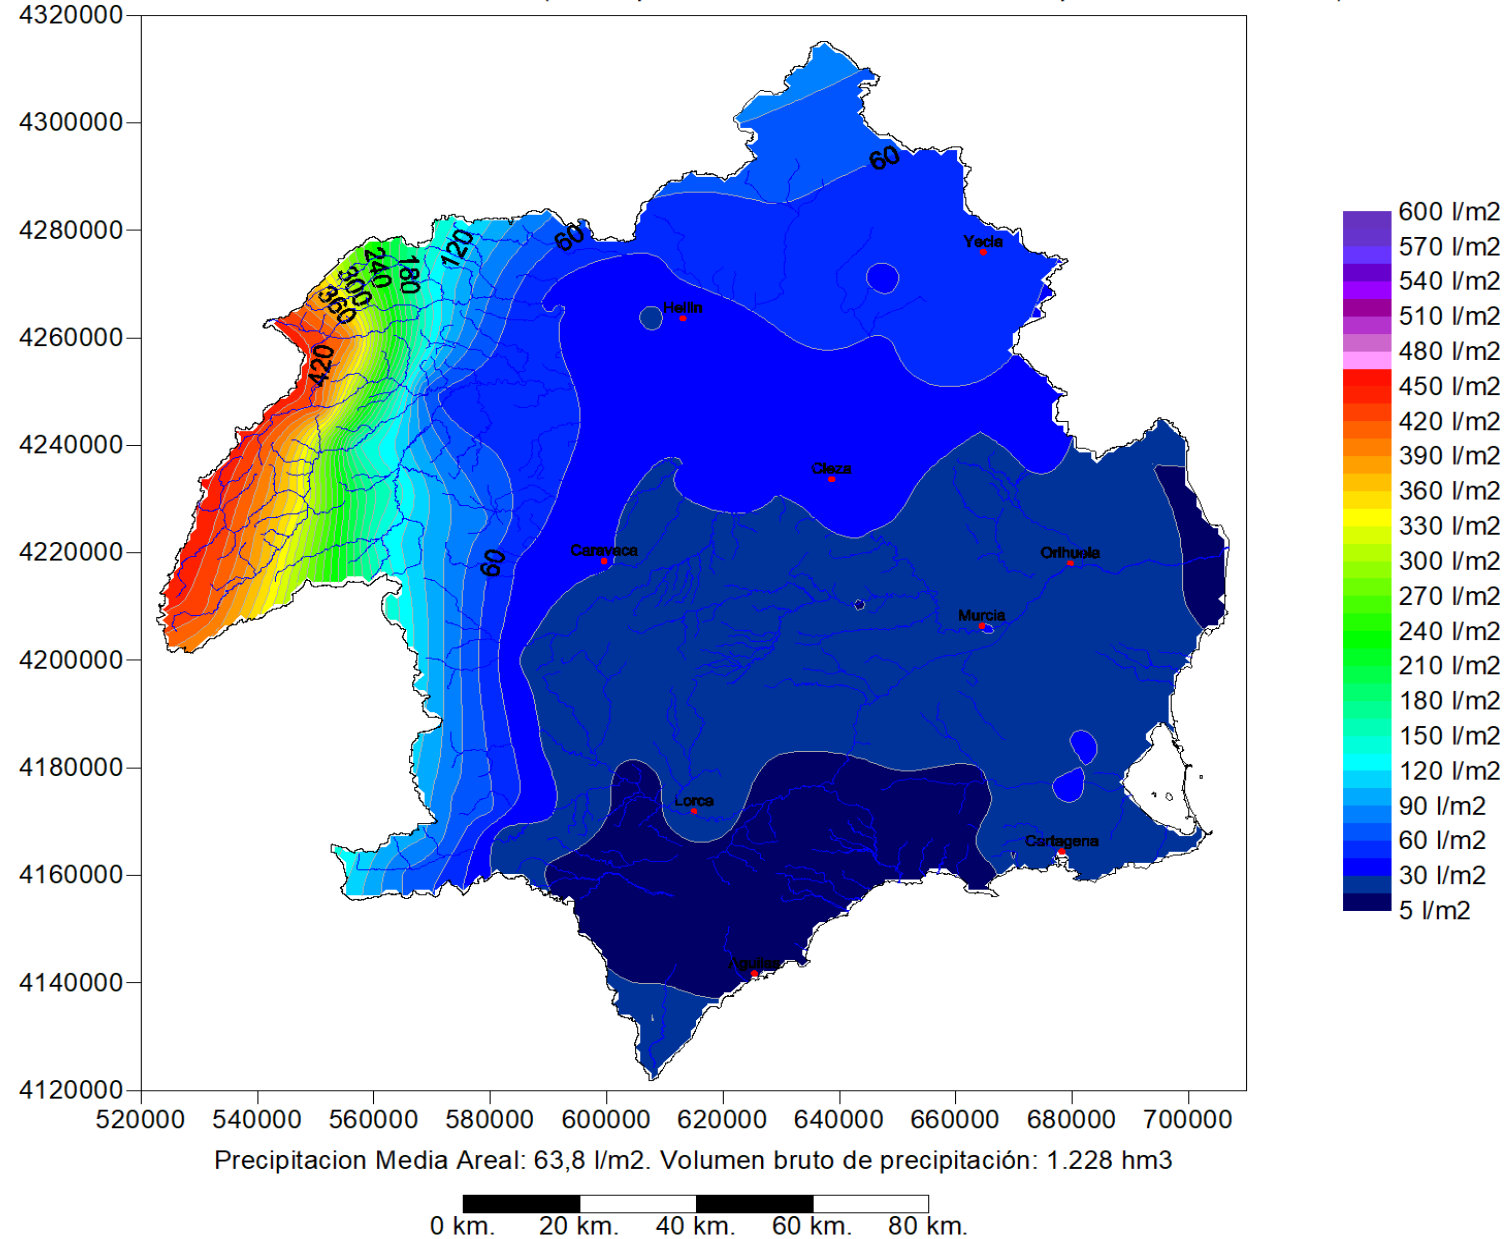 4320000
4300000
4280000
4260000
4240000
4220000
4200000
4180000
4160000
4140000
4120000
520000 540000 560000 580000 600000 620000 640000 660000 680000 700000
60
60
120
180
240
300
360
420
60
Yecla
Hellin
Cieza
Caravaca
Orihuela
Murcia
Lorca
Cartagena
Aguilas
600 l/m2
570 l/m2
540 l/m2
510 l/m2
480 l/m2
450 l/m2
420 l/m2
390 l/m2
360 l/m2
330 l/m2
300 l/m2
270 l/m2
240 l/m2
210 l/m2
180 l/m2
150 l/m2
120 l/m2
90 l/m2
60 l/m2
30 l/m2
5 l/m2
Precipitacion Media Areal: 63,8 l/m2. Volumen bruto de precipitación: 1.228 hm3
0 km. 20 km. 40 km. 60 km. 80 km.